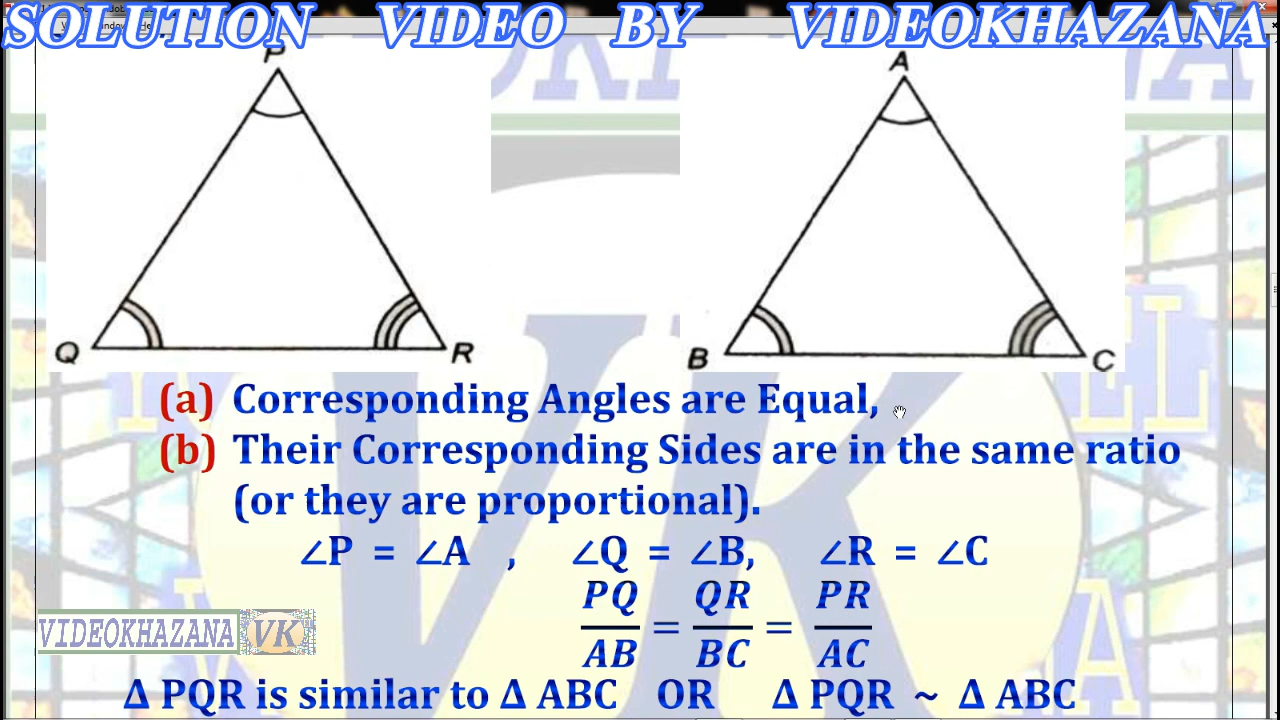 SOLUTION VIDEO BY VIDEOKHAZANA
P
A
Q
R
B
C
(a) Corresponding Angles are Equal,
(b) Their Corresponding Sides are in the same ratio
(or they are proportional).
∠P = ∠A , ∠Q = ∠B, ∠R = ∠C
PQ/AB = QR/BC = PR/AC
VIDEOKHAZANA VK
Δ PQR is similar to Δ ABC OR Δ PQR ~ Δ ABC